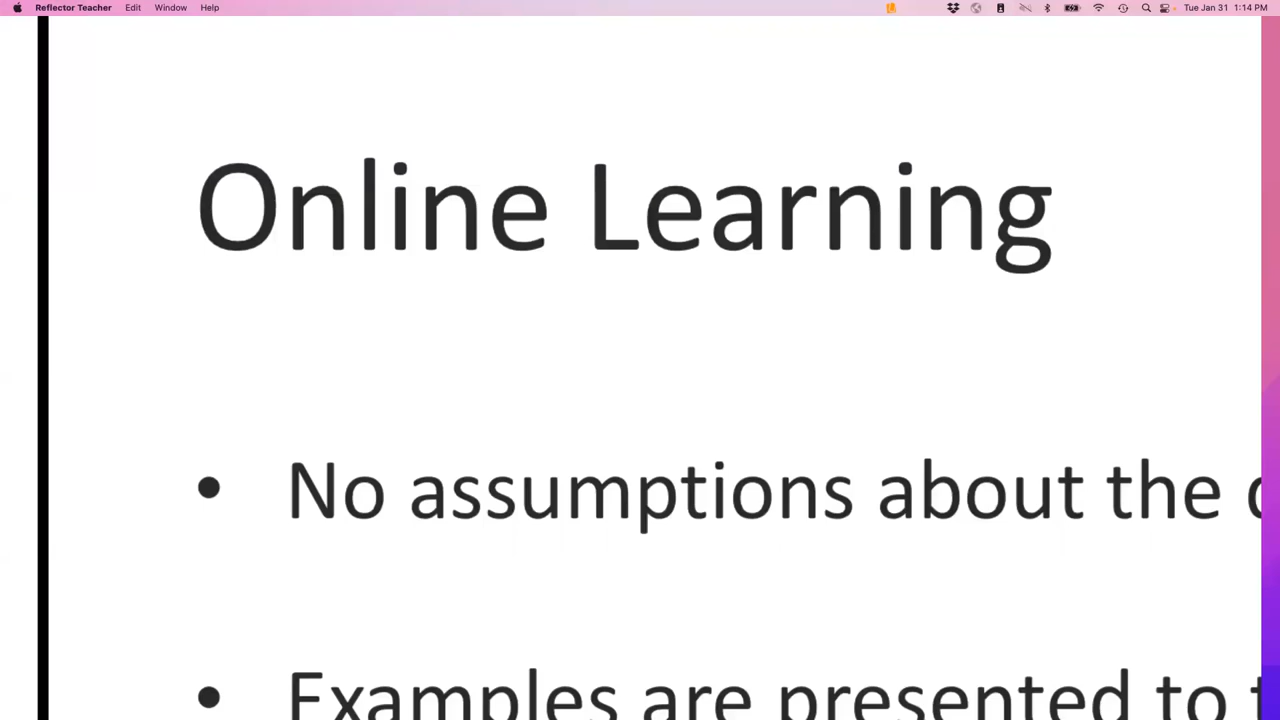 Reflector Teacher Edit Window Help Tue Jan 31 1:14 PM
Online Learning
• No assumptions about the
• Examples are presented to